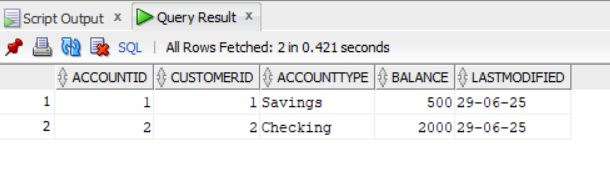 Script Output x Query Result x
SQL | All Rows Fetched: 2 in 0.421 seconds
ACCOUNTID CUSTOMERID ACCOUNTTYPE BALANCE LASTMODIFIED
1 1 1 Savings 500 29-06-25
2 2 2 Checking 2000 29-06-25